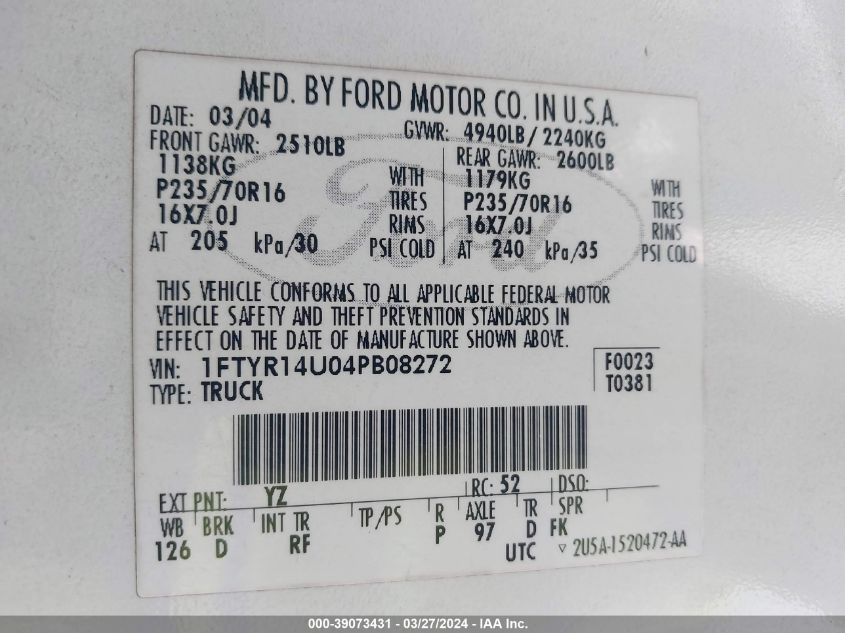 MFD. BY FORD MOTOR CO. IN U.S.A.
DATE: 03/04 GVWR: 4940LB/ 2240KG
FRONT GAWR: 2510LB REAR GAWR: 2600LB
1138KG WITH 1179KG WITH
P235/70R16 TIRES P235/70R16 TIRES
16X7.0J RIMS 16X7.0J RIMS
AT 205 kPa/30 PSI COLD AT 240 kPa/35 PSI COLD
Ford
THIS VEHICLE CONFORMS TO ALL APPLICABLE FEDERAL MOTOR
VEHICLE SAFETY AND THEFT PREVENTION STANDARDS IN
EFFECT ON THE DATE OF MANUFACTURE SHOWN ABOVE.
VIN: 1FTYR14U04PB08272 F0023
TYPE: TRUCK T0381
EXT PNT: YZ RC: 52 DSO:
WB BRK INT TR TP/PS R AXLE TR SPR
126 D RF P 97 D FK
UTC ▽ 2U5A-1520472-AA
000-39073431 - 03/27/2024 - IAA Inc.